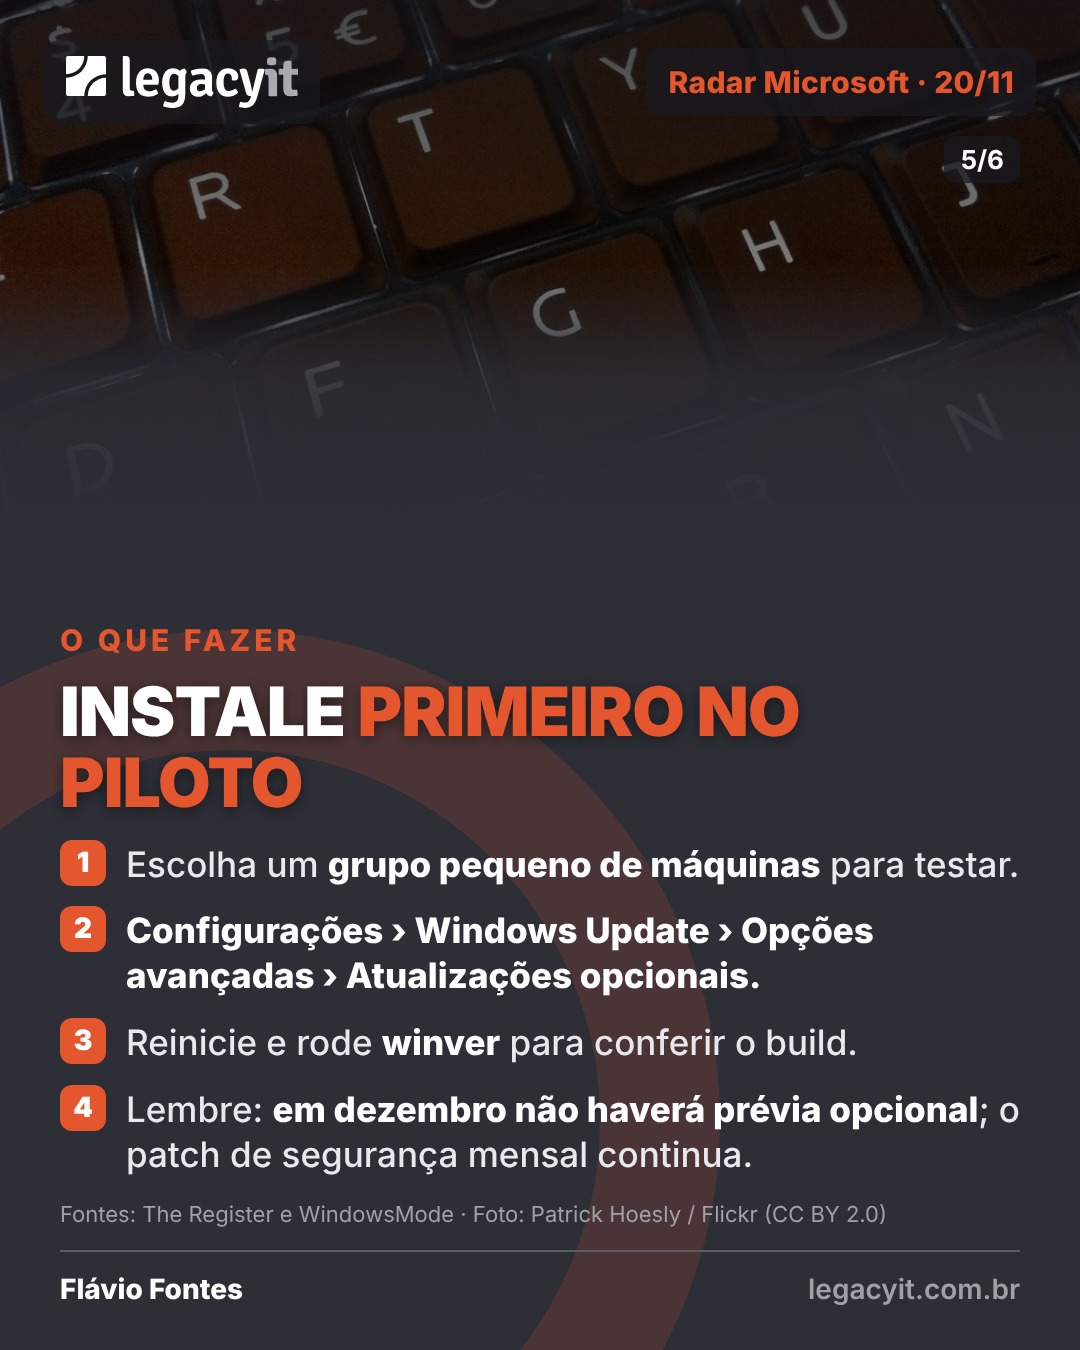 legacyit
Radar Microsoft · 20/11
5/6
$ 5 € Y U
4 R T H J
F G
D B N
O QUE FAZER
INSTALE PRIMEIRO NO
PILOTO
1 Escolha um grupo pequeno de máquinas para testar.
2 Configurações › Windows Update › Opções
avançadas › Atualizações opcionais.
3 Reinicie e rode winver para conferir o build.
4 Lembre: em dezembro não haverá prévia opcional; o
patch de segurança mensal continua.
Fontes: The Register e WindowsMode · Foto: Patrick Hoesly / Flickr (CC BY 2.0)
Flávio Fontes
legacyit.com.br